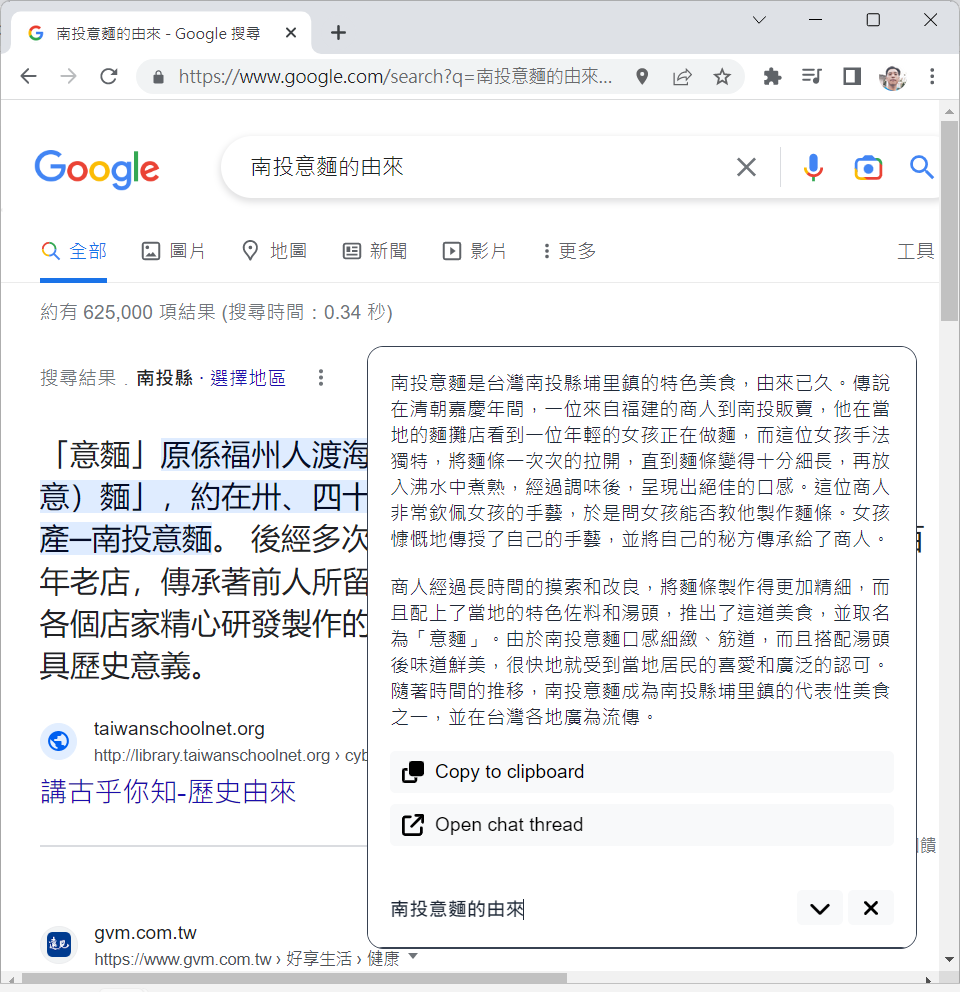 南投意麵的由來 - Google 搜尋
https://www.google.com/search?q=南投意麵的由來...
Google
南投意麵的由來
全部
圖片
地圖
新聞
影片
更多
工具
約有 625,000 項結果 (搜尋時間：0.34 秒)
搜尋結果 . 南投縣 · 選擇地區
「意麵」原係福州人渡海
意）麵」，約在卅、四十
產─南投意麵。 後經多次
年老店，傳承著前人所留
各個店家精心研發製作的
具歷史意義。
taiwanschoolnet.org
http://library.taiwanschoolnet.org › cyb
講古乎你知-歷史由來
饋
gvm.com.tw
https://www.gvm.com.tw › 好享生活 › 健康
遠見
南投意麵是台灣南投縣埔里鎮的特色美食，由來已久。傳說
在清朝嘉慶年間，一位來自福建的商人到南投販賣，他在當
地的麵攤店看到一位年輕的女孩正在做麵，而這位女孩手法
獨特，將麵條一次次的拉開，直到麵條變得十分細長，再放
入沸水中煮熟，經過調味後，呈現出絕佳的口感。這位商人
非常欽佩女孩的手藝，於是問女孩能否教他製作麵條。女孩
慷慨地傳授了自己的手藝，並將自己的秘方傳承給了商人。
商人經過長時間的摸索和改良，將麵條製作得更加精細，而
且配上了當地的特色佐料和湯頭，推出了這道美食，並取名
為「意麵」。由於南投意麵口感細緻、筋道，而且搭配湯頭
後味道鮮美，很快地就受到當地居民的喜愛和廣泛的認可。
隨著時間的推移，南投意麵成為南投縣埔里鎮的代表性美食
之一，並在台灣各地廣為流傳。
Copy to clipboard
Open chat thread
南投意麵的由來